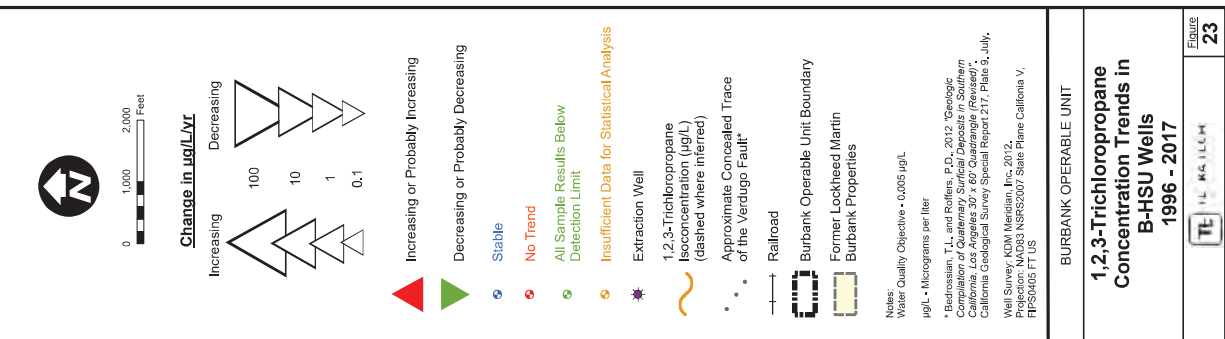 N
0 1,000 2,000
Feet
Change in µg/L/yr
Increasing Decreasing
100
10
1
0.1
Increasing or Probably Increasing
Decreasing or Probably Decreasing
Stable
No Trend
All Sample Results Below
Detection Limit
Insufficient Data for Statistical Analysis
Extraction Well
1,2,3-Trichloropropane
Isoconcentration (µg/L)
(dashed where inferred)
Approximate Concealed Trace
of the Verdugo Fault*
Railroad
Burbank Operable Unit Boundary
Former Lockheed Martin
Burbank Properties
Notes:
Water Quality Objective - 0.005 µg/L
µg/L - Micrograms per liter
* Bedrossian, T.L. and Roffers, P.D., 2012 "Geologic
Compilation of Quaternary Surficial Deposits in Southern
California, Los Angeles 30' x 60' Quadrangle (Revised)".
California Geological Survey Special Report 217, Plate 9. July.
Well Survey: KDM Meridian, Inc. 2012.
Projection: NAD83 NSRS2007 State Plane California V,
FIPS0405 FT US
BURBANK OPERABLE UNIT
1,2,3-Trichloropropane
Concentration Trends in
B-HSU Wells
1996 - 2017
Figure
23